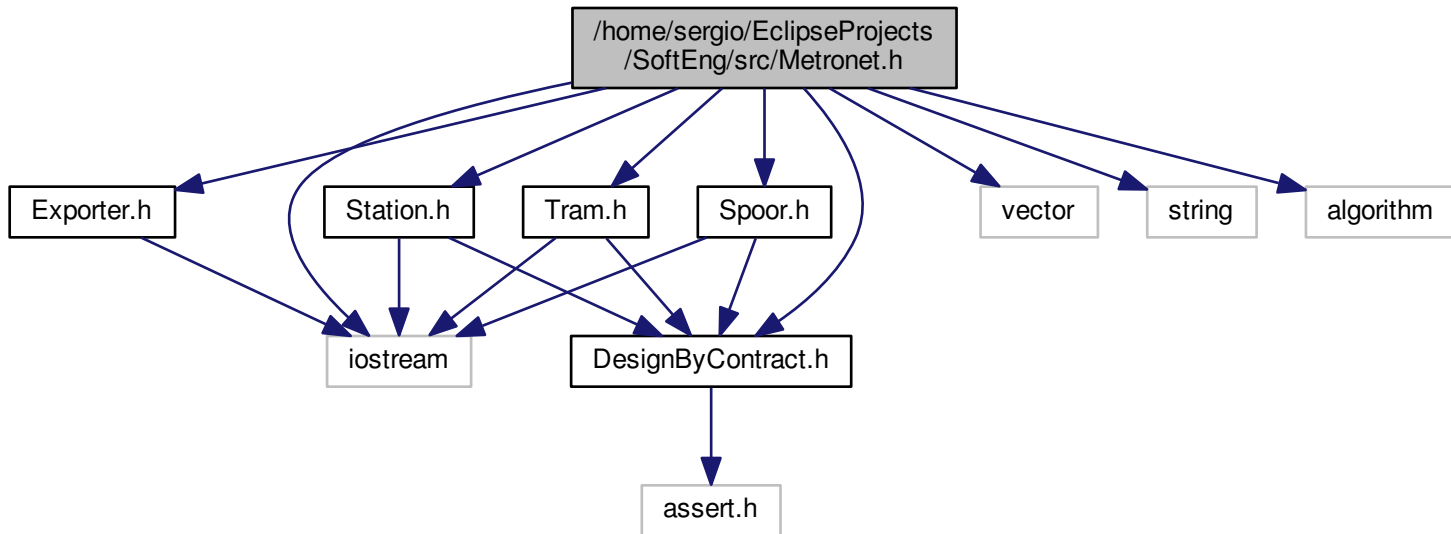 /home/sergio/EclipseProjects
/SoftEng/src/Metronet.h
Exporter.h
Station.h
Tram.h
Spoor.h
vector
string
algorithm
iostream
DesignByContract.h
assert.h